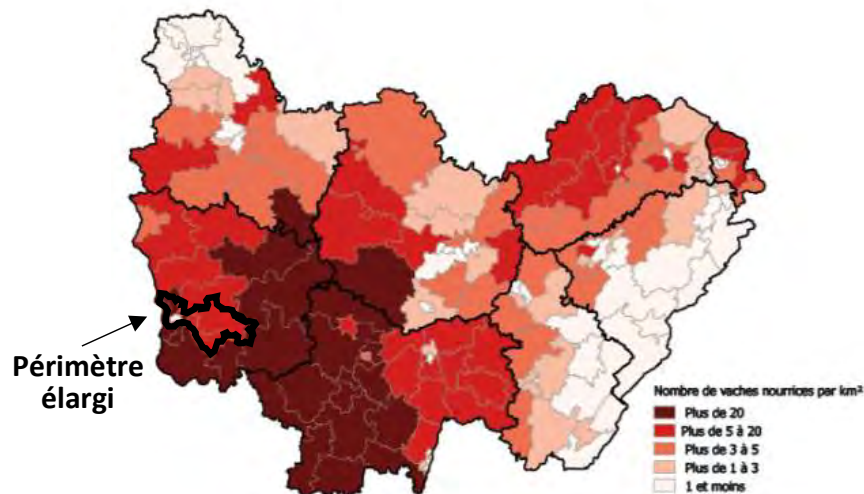 Périmètre
élargi
Nombre de vaches nourrices par km²
Plus de 20
Plus de 5 à 20
Plus de 3 à 5
Plus de 1 à 3
1 et moins